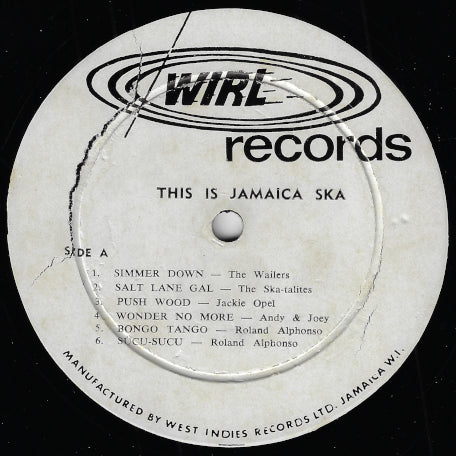 WIRL
records
THIS IS JAMAICA SKA
SIDE A
1. SIMMER DOWN — The Wailers
2. SALT LANE GAL — The Ska-talites
3. PUSH WOOD — Jackie Opel
4. WONDER NO MORE — Andy & Joey
5. BONGO TANGO — Roland Alphonso
6. SUCU-SUCU — Roland Alphonso
MANUFACTURED BY WEST INDIES RECORDS LTD. JAMAICA W.I.